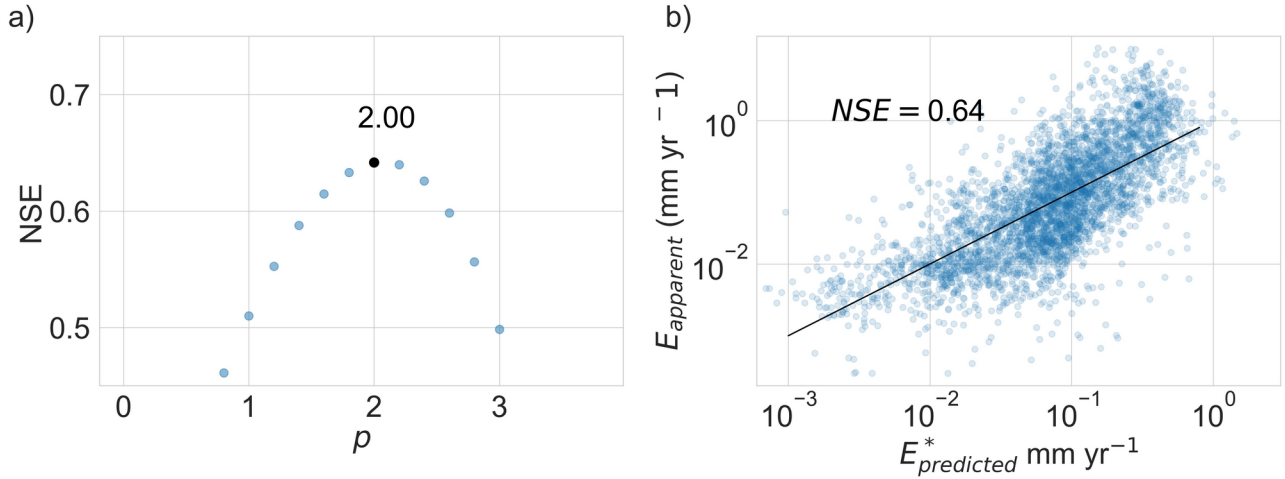 a)
NSE
0.7
0.6
0.5
2.00
0 1 2 3
p
b)
E_apparent (mm yr ^− 1)
10^0
10^−2
NSE = 0.64
10^−3 10^−2 10^−1 10^0
E^*_predicted mm yr^−1